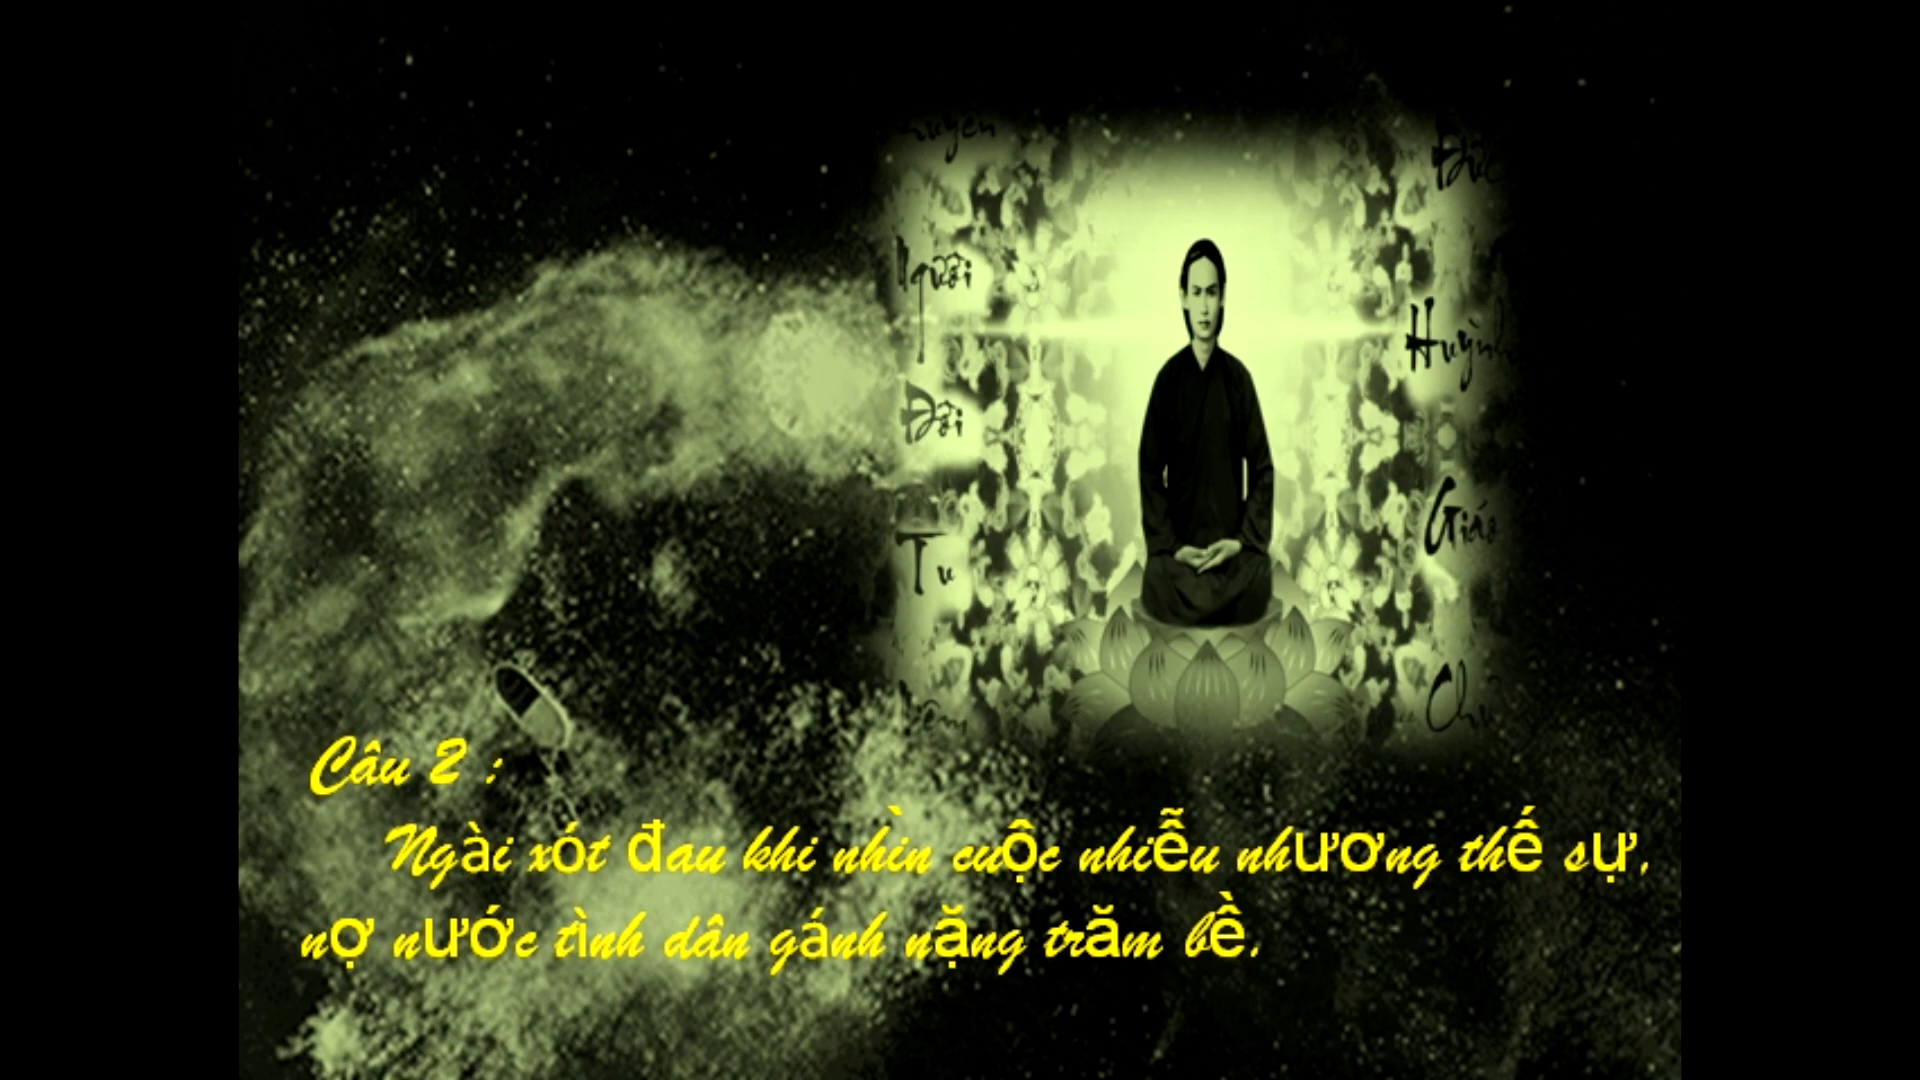 Người
Đời
Tu
Huỳnh
Giáo
Câu 2 :
Ngài xót đau khi nhìn cuộc nhiễu nhương thế sự,
nợ nước tình dân gánh nặng trăm bề.